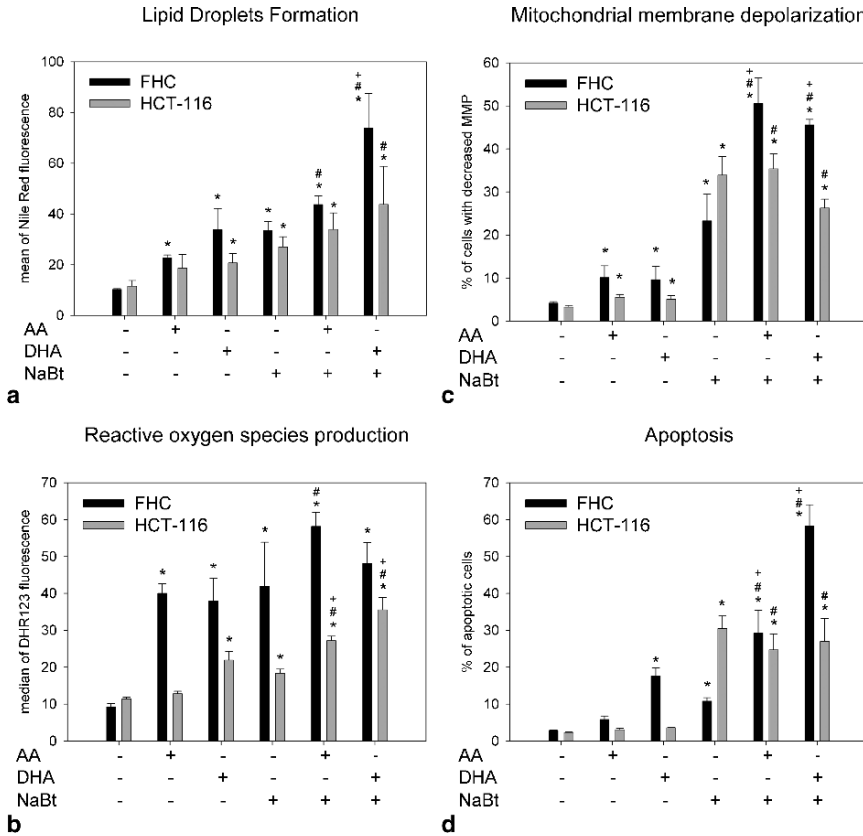 Lipid Droplets Formation
mean of Nile Red fluorescence
100
80
60
40
20
0
FHC
HCT-116
* * * * * # * * + # * # *
AA - + - - + -
DHA - - + - - +
NaBt - - - + + +
a
Mitochondrial membrane depolarization
% of cells with decreased MMP
60
50
40
30
20
10
0
FHC
HCT-116
* * * * * * + # * # * + # * # *
AA - + - - + -
DHA - - + - - +
NaBt - - - + + +
c
Reactive oxygen species production
median of DHR123 fluorescence
70
60
50
40
30
20
10
0
FHC
HCT-116
* * * * * # * + # * * + # *
AA - + - - + -
DHA - - + - - +
NaBt - - - + + +
b
Apoptosis
% of apoptotic cells
70
60
50
40
30
20
10
0
FHC
HCT-116
* * * + # * # * + # * # *
AA - + - - + -
DHA - - + - - +
NaBt - - - + + +
d